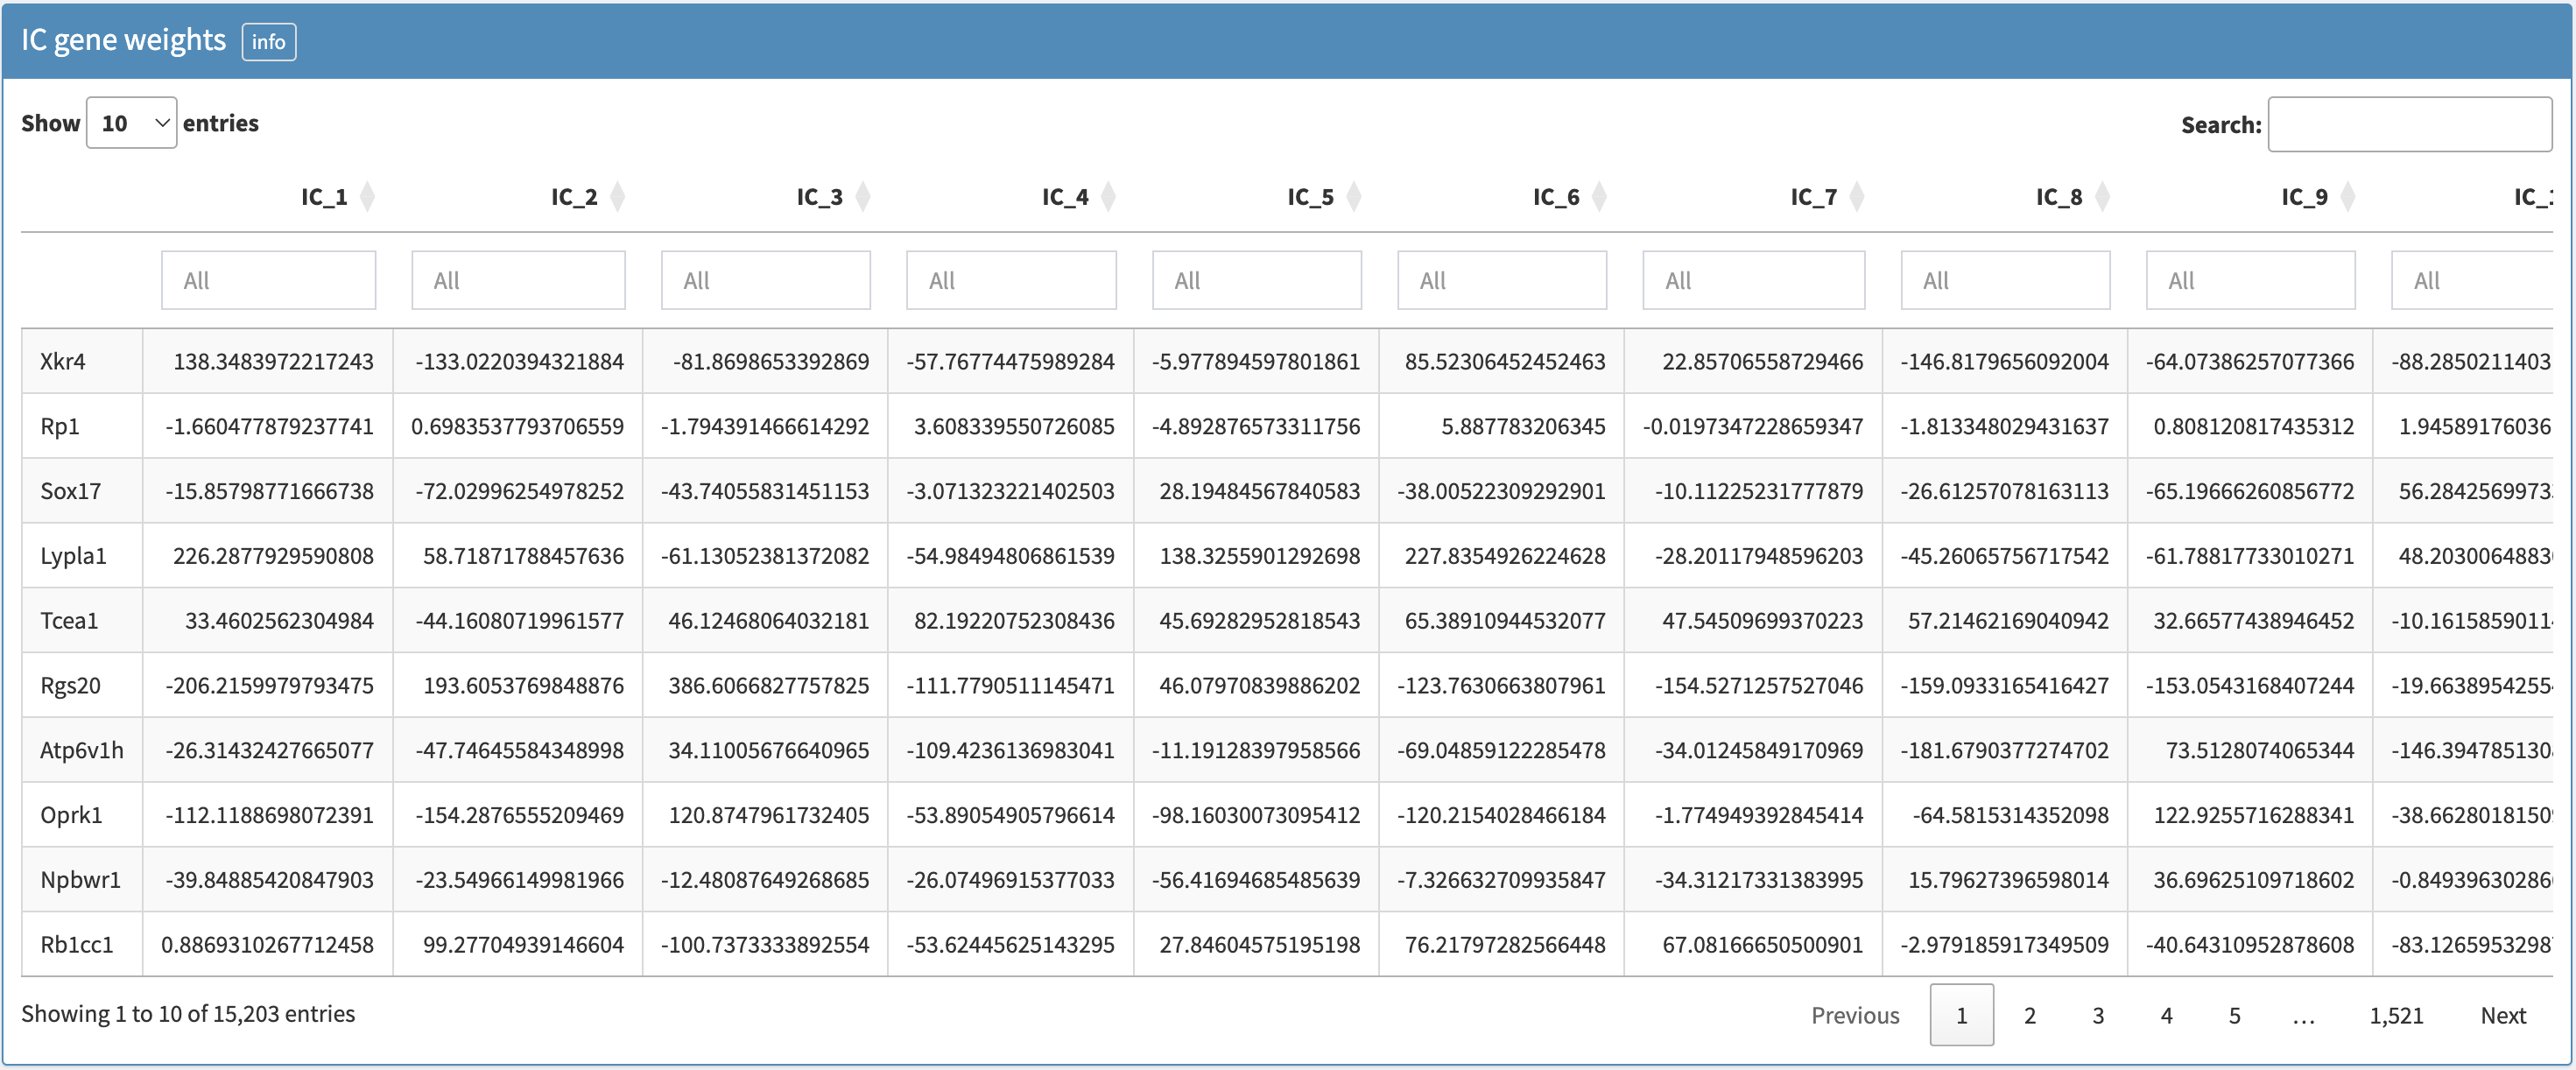 IC gene weights info
Show 10 entries Search:
IC_1 IC_2 IC_3 IC_4 IC_5 IC_6 IC_7 IC_8 IC_9 IC_
All All All All All All All All All All
Xkr4 138.3483972217243 -133.0220394321884 -81.8698653392869 -57.76774475989284 -5.977894597801861 85.52306452452463 22.85706558729466 -146.8179656092004 -64.07386257077366 -88.2850211403
Rp1 -1.660477879237741 0.6983537793706559 -1.794391466614292 3.608339550726085 -4.892876573311756 5.887783206345 -0.0197347228659347 -1.813348029431637 0.808120817435312 1.94589176036
Sox17 -15.85798771666738 -72.02996254978252 -43.74055831451153 -3.071323221402503 28.19484567840583 -38.00522309292901 -10.11225231777879 -26.61257078163113 -65.19666260856772 56.284256997
Lypla1 226.2877929590808 58.71871788457636 -61.13052381372082 -54.98494806861539 138.3255901292698 227.8354926224628 -28.20117948596203 -45.26065756717542 -61.78817733010271 48.2030064883
Tcea1 33.4602562304984 -44.16080719961577 46.12468064032181 82.19220752308436 45.69282952818543 65.38910944532077 47.54509699370223 57.21462169040942 32.66577438946452 -10.1615859011
Rgs20 -206.2159979793475 193.6053769848876 386.6066827757825 -111.7790511145471 46.07970839886202 -123.7630663807961 -154.5271257527046 -159.0933165416427 -153.0543168407244 -19.6638954255
Atp6v1h -26.31432427665077 -47.74645584348998 34.11005676640965 -109.4236136983041 -11.19128397958566 -69.04859122285478 -34.01245849170969 -181.6790377274702 73.5128074065344 -146.394785130
Oprk1 -112.1188698072391 -154.2876555209469 120.8747961732405 -53.89054905796614 -98.16030073095412 -120.2154028466184 -1.774949392845414 -64.5815314352098 122.9255716288341 -38.6628018150
Npbwr1 -39.84885420847903 -23.54966149981966 -12.48087649268685 -26.07496915377033 -56.41694685485639 -7.326632709935847 -34.31217331383995 15.79627396598014 36.69625109718602 -0.84939630286
Rb1cc1 0.8869310267712458 99.27704939146604 -100.7373333892554 -53.62445625143295 27.84604575195198 76.21797282566448 67.08166650500901 -2.979185917349509 -40.64310952878608 -83.1265953298
Showing 1 to 10 of 15,203 entries Previous 1 2 3 4 5 … 1,521 Next